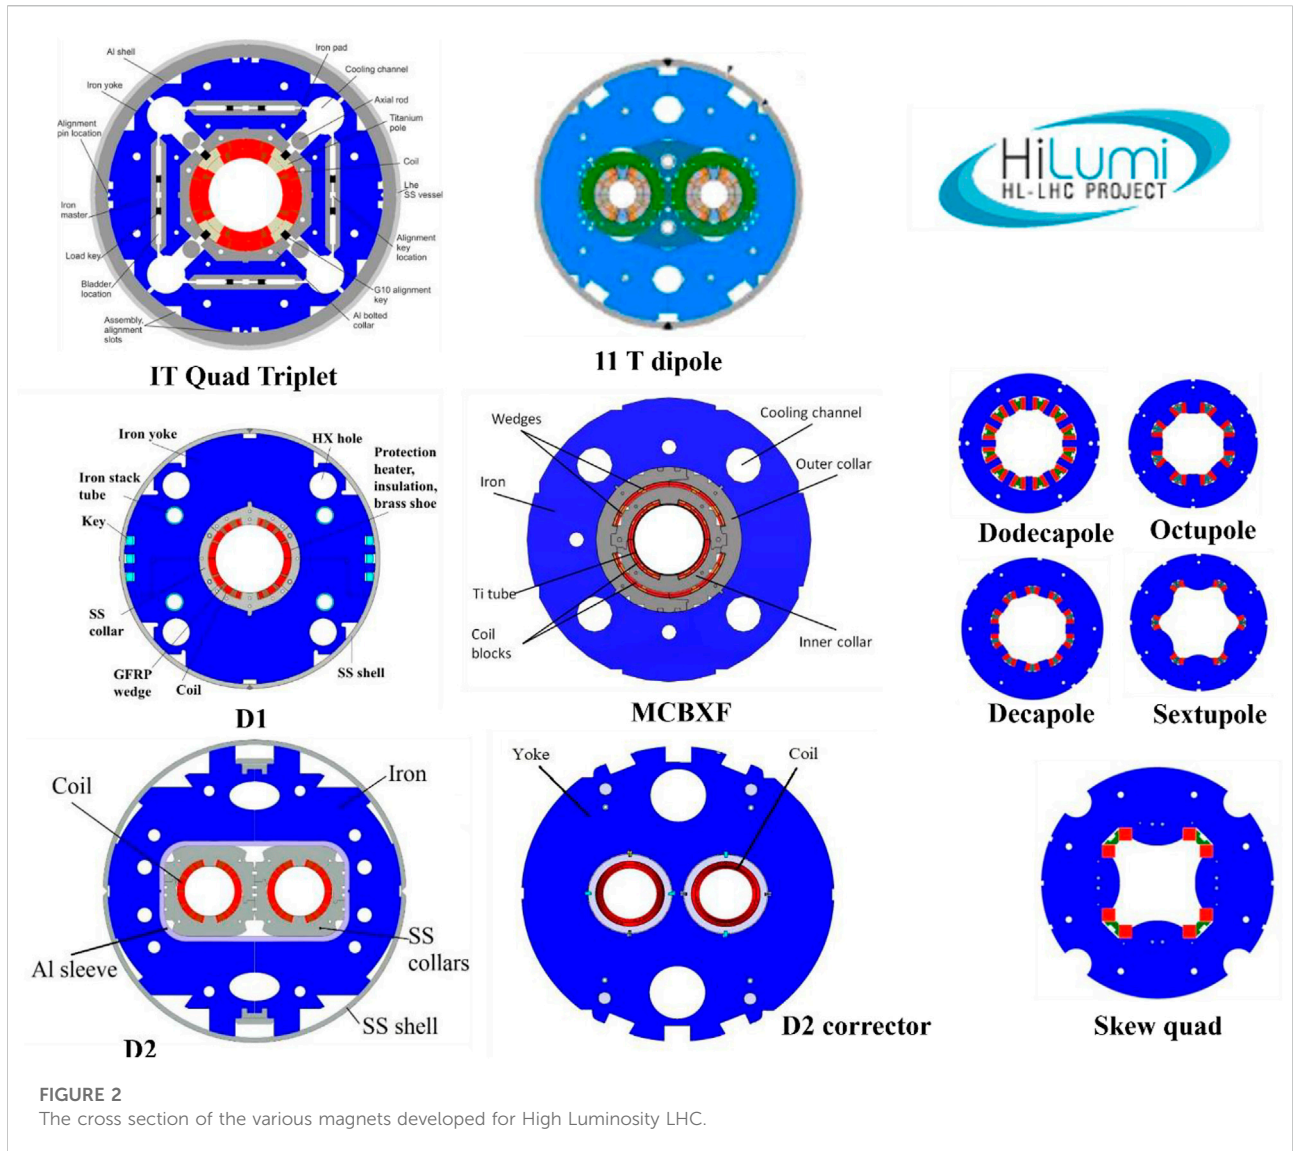 Al shell
Iron yoke
Alignment
pin location
Iron
master
Load key
Bladder
location
Assembly,
alignment
slots
Iron pad
Cooling channel
Axial rod
Titanium
pole
Coil
Lhe
SS vessel
Alignment
key
location
G10 alignment
key
Al bolted
collar
IT Quad Triplet
11 T dipole
HiLumi
HL-LHC PROJECT
Iron yoke
Iron stack
tube
Key
SS
collar
GFRP
wedge
Coil
HX hole
Protection
heater,
insulation,
brass shoe
SS shell
D1
Wedges
Iron
Ti tube
Coil
blocks
Cooling channel
Outer collar
Inner collar
MCBXF
Dodecapole
Octupole
Decapole
Sextupole
Coil
Iron
Al sleeve
SS
collars
SS shell
D2
Yoke
Coil
D2 corrector
Skew quad
FIGURE 2
The cross section of the various magnets developed for High Luminosity LHC.